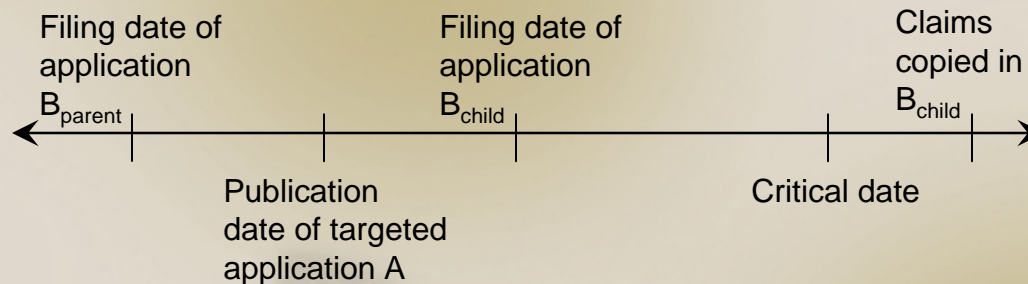 Filing date of
application
Bparent
Filing date of
application
Bchild
Claims
copied in
Bchild
Publication
date of targeted
application A
Critical date